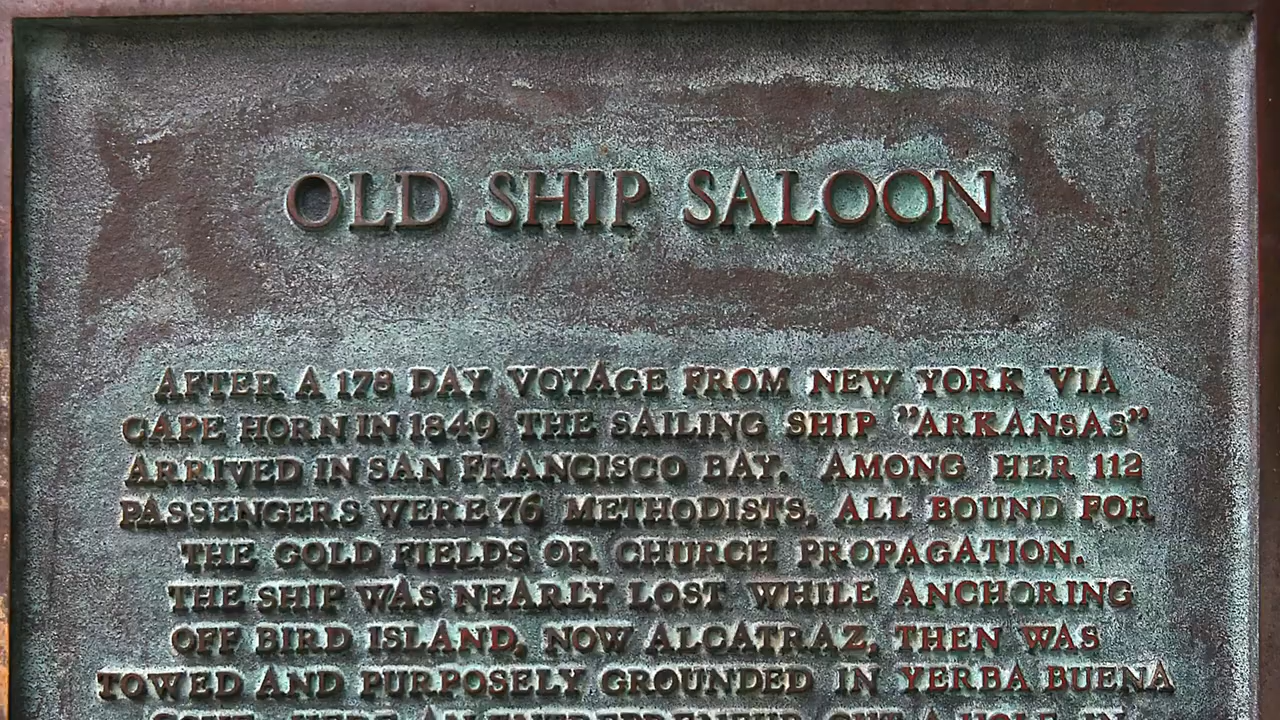 OLD SHIP SALOON
AFTER A 178 DAY VOYAGE FROM NEW YORK VIA
CAPE HORN IN 1849 THE SAILING SHIP "ARKANSAS"
ARRIVED IN SAN FRANCISCO BAY. AMONG HER 112
PASSENGERS WERE 76 METHODISTS, ALL BOUND FOR
THE GOLD FIELDS OR CHURCH PROPAGATION.
THE SHIP WAS NEARLY LOST WHILE ANCHORING
OFF BIRD ISLAND, NOW ALCATRAZ, THEN WAS
TOWED AND PURPOSELY GROUNDED IN YERBA BUENA